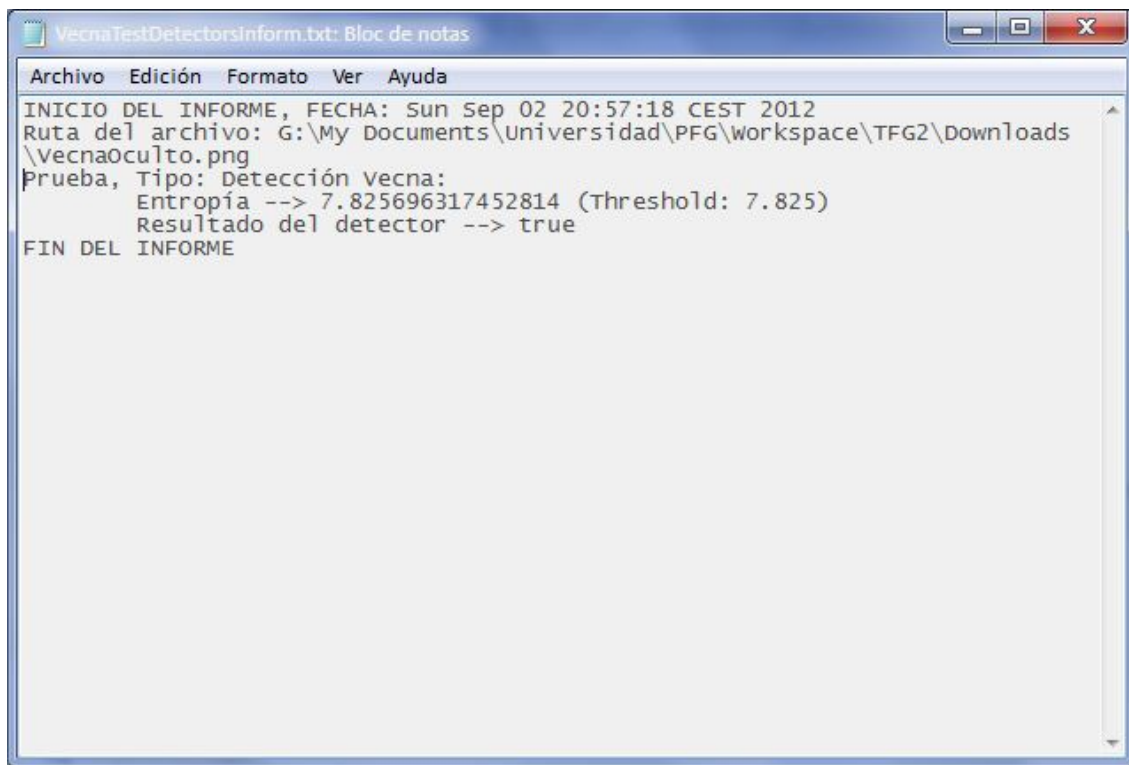 VecnaTestDetectorsInform.txt: Bloc de notas
Archivo Edición Formato Ver Ayuda
INICIO DEL INFORME, FECHA: Sun Sep 02 20:57:18 CEST 2012
Ruta del archivo: G:\My Documents\Universidad\PFG\Workspace\TFG2\Downloads
\VecnaOculto.png
Prueba, Tipo: Detección Vecna:
Entropía --> 7.825696317452814 (Threshold: 7.825)
Resultado del detector --> true
FIN DEL INFORME